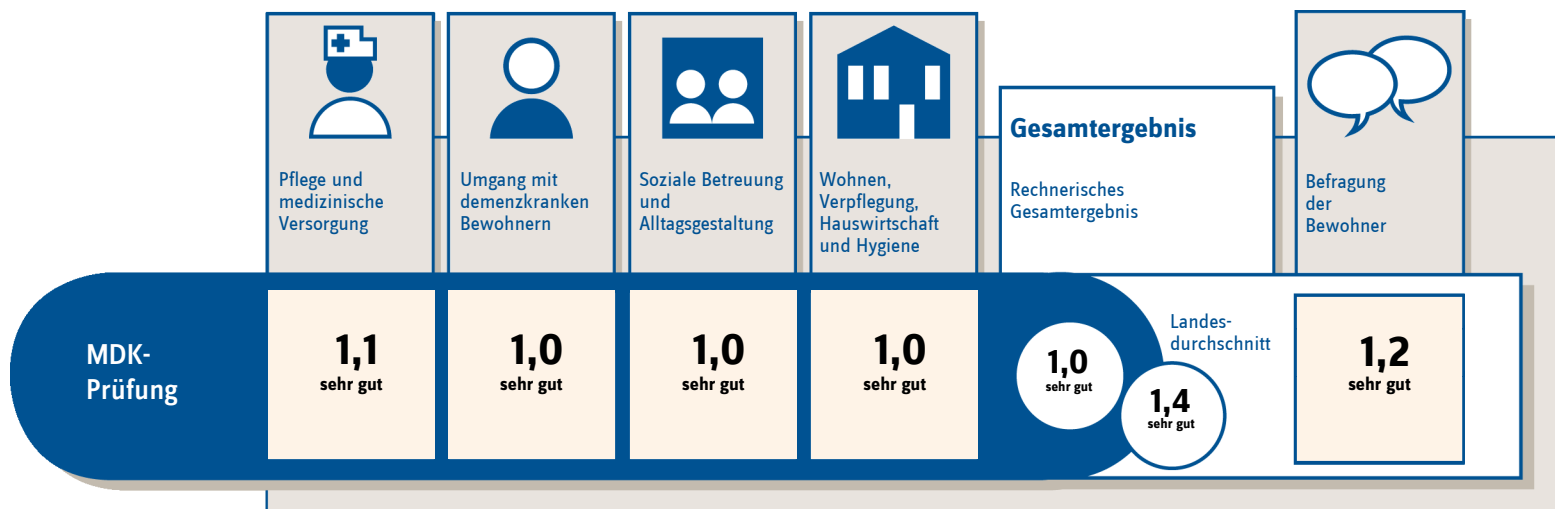 Pflege und
medizinische
Versorgung
Umgang mit
demenzkranken
Bewohnern
Soziale Betreuung
und
Alltagsgestaltung
Wohnen,
Verpflegung,
Hauswirtschaft
und Hygiene
Gesamtergebnis
Rechnerisches
Gesamtergebnis
Befragung
der
Bewohner
MDK-
Prüfung
1,1
sehr gut
1,0
sehr gut
1,0
sehr gut
1,0
sehr gut
1,0
sehr gut
Landes-
durchschnitt
1,4
sehr gut
1,2
sehr gut